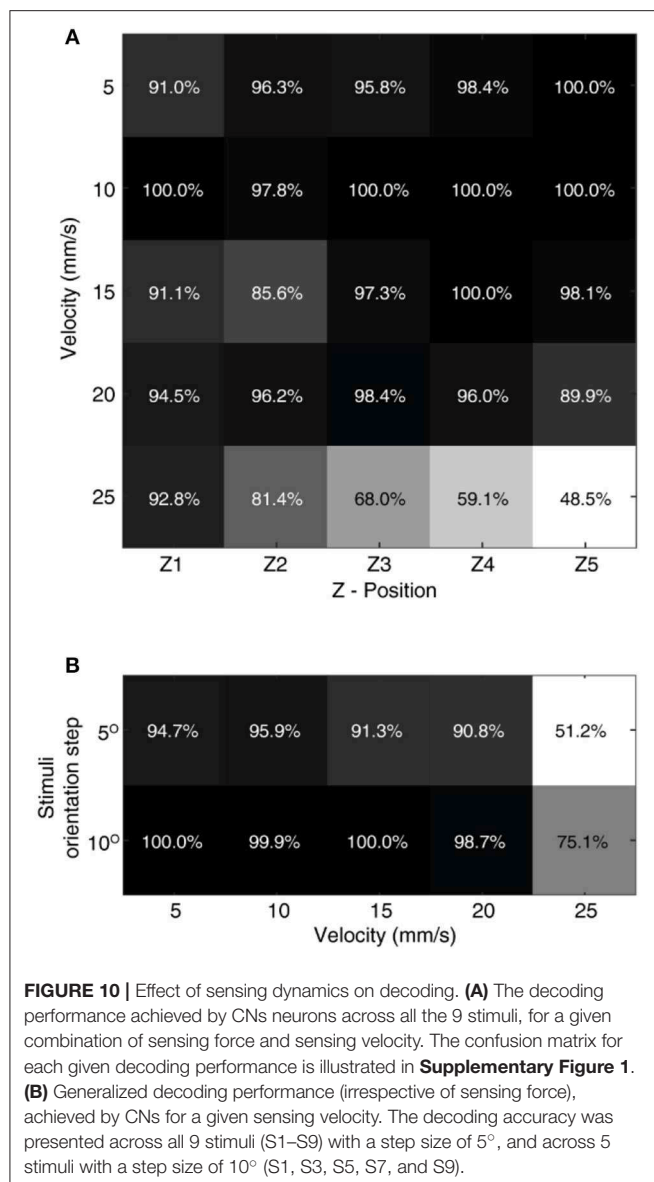 A
5 91.0% 96.3% 95.8% 98.4% 100.0%
10 100.0% 97.8% 100.0% 100.0% 100.0%
Velocity (mm/s)
15 91.1% 85.6% 97.3% 100.0% 98.1%
20 94.5% 96.2% 98.4% 96.0% 89.9%
25 92.8% 81.4% 68.0% 59.1% 48.5%
Z1 Z2 Z3 Z4 Z5
Z - Position
B
Stimuli
orientation step
5° 94.7% 95.9% 91.3% 90.8% 51.2%
10° 100.0% 99.9% 100.0% 98.7% 75.1%
5 10 15 20 25
Velocity (mm/s)
FIGURE 10 | Effect of sensing dynamics on decoding. (A) The decoding
performance achieved by CNs neurons across all the 9 stimuli, for a given
combination of sensing force and sensing velocity. The confusion matrix for
each given decoding performance is illustrated in Supplementary Figure 1.
(B) Generalized decoding performance (irrespective of sensing force),
achieved by CNs for a given sensing velocity. The decoding accuracy was
presented across all 9 stimuli (S1–S9) with a step size of 5°, and across 5
stimuli with a step size of 10° (S1, S3, S5, S7, and S9).